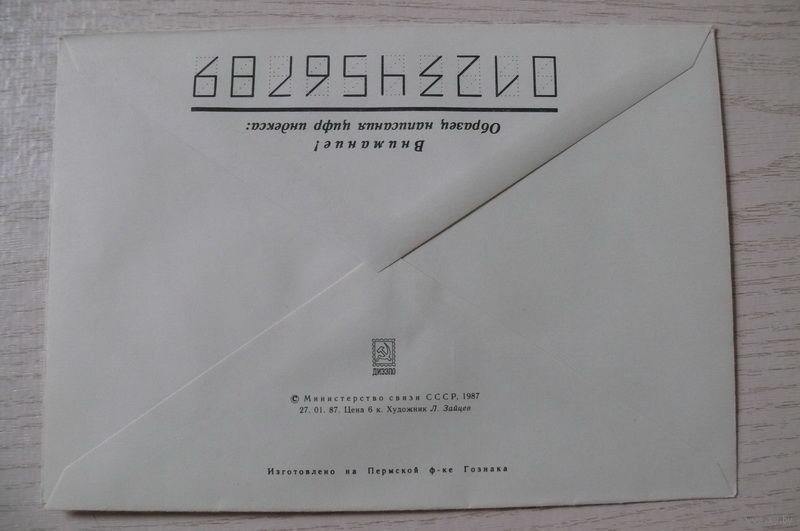 Внимание!
Образец написания цифр индекса:
0123456789
ДИЭЗПО
© Министерство связи СССР, 1987
27. 01. 87. Цена 6 к. Художник Л. Зайцев
Изготовлено на Пермской ф-ке Гознака